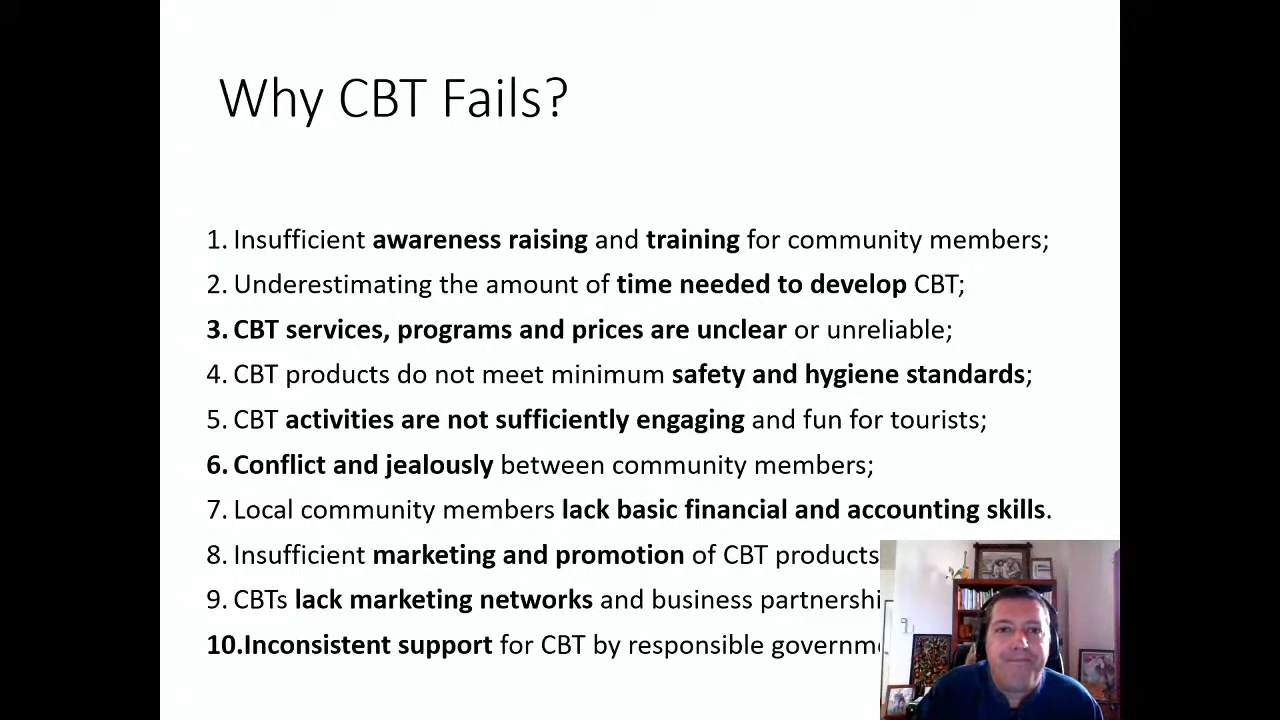 Why CBT Fails?
1. Insufficient awareness raising and training for community members;
2. Underestimating the amount of time needed to develop CBT;
3. CBT services, programs and prices are unclear or unreliable;
4. CBT products do not meet minimum safety and hygiene standards;
5. CBT activities are not sufficiently engaging and fun for tourists;
6. Conflict and jealously between community members;
7. Local community members lack basic financial and accounting skills.
8. Insufficient marketing and promotion of CBT products
9. CBTs lack marketing networks and business
10.Inconsistent support for CBT by responsible